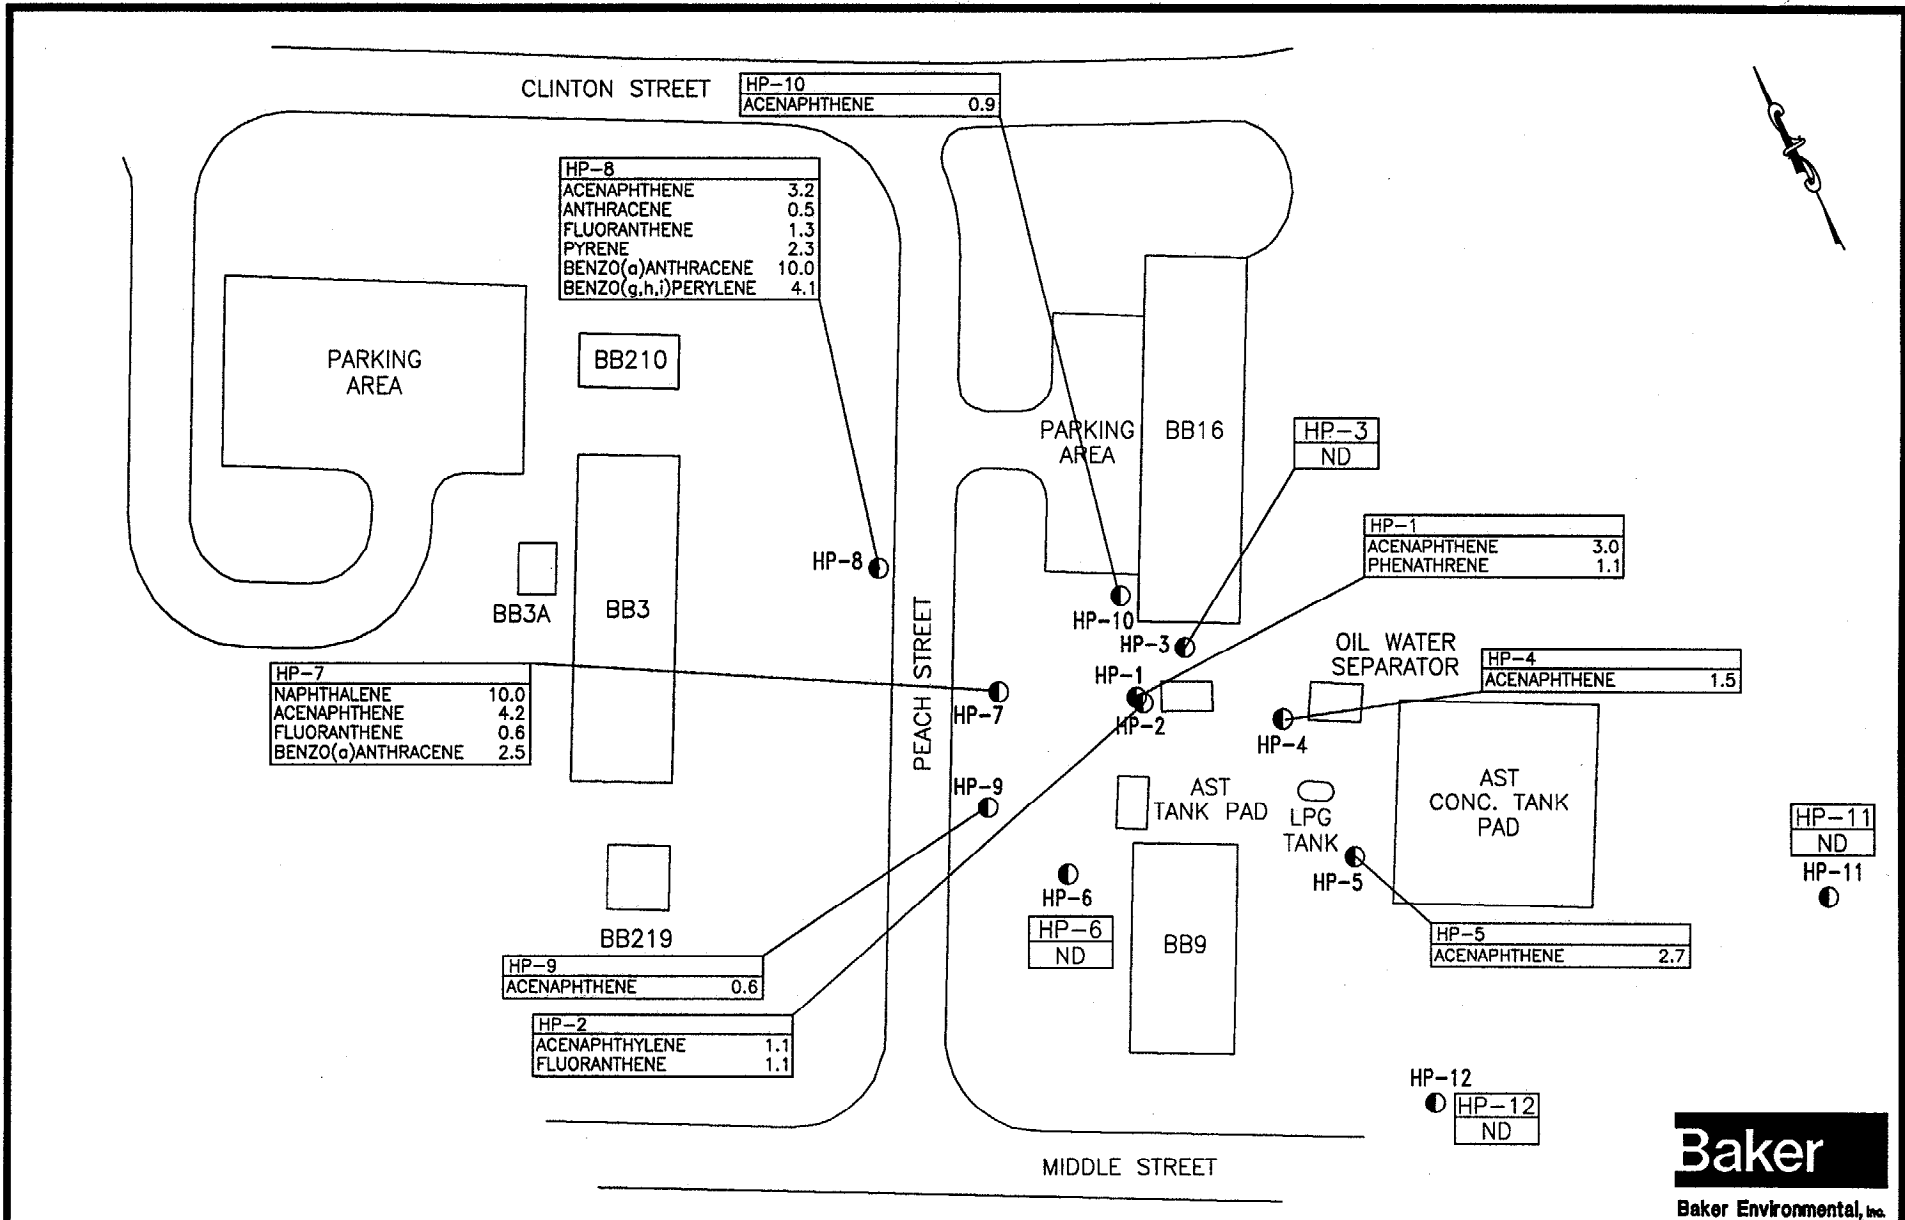 CLINTON STREET
HP-10
ACENAPHTHENE 0.9
HP-8
ACENAPHTHENE 3.2
ANTHRACENE 0.5
FLUORANTHENE 1.3
PYRENE 2.3
BENZO(a)ANTHRACENE 10.0
BENZO(g,h,i)PERYLENE 4.1
PARKING
AREA
BB210
PARKING
AREA
BB16
HP-3
ND
HP-1
ACENAPHTHENE 3.0
PHENATHRENE 1.1
HP-8
BB3A
BB3
PEACH STREET
HP-10
HP-3
OIL WATER
SEPARATOR
HP-4
ACENAPHTHENE 1.5
HP-7
NAPHTHALENE 10.0
ACENAPHTHENE 4.2
FLUORANTHENE 0.6
BENZO(a)ANTHRACENE 2.5
HP-7
HP-1
HP-2
HP-4
HP-9
AST
TANK PAD
LPG
TANK
AST
CONC. TANK
PAD
HP-11
ND
HP-11
HP-5
HP-6
HP-6
ND
BB9
HP-5
ACENAPHTHENE 2.7
BB219
HP-9
ACENAPHTHENE 0.6
HP-2
ACENAPHTHYLENE 1.1
FLUORANTHENE 1.1
HP-12
HP-12
ND
MIDDLE STREET
Baker
Baker Environmental, Inc.